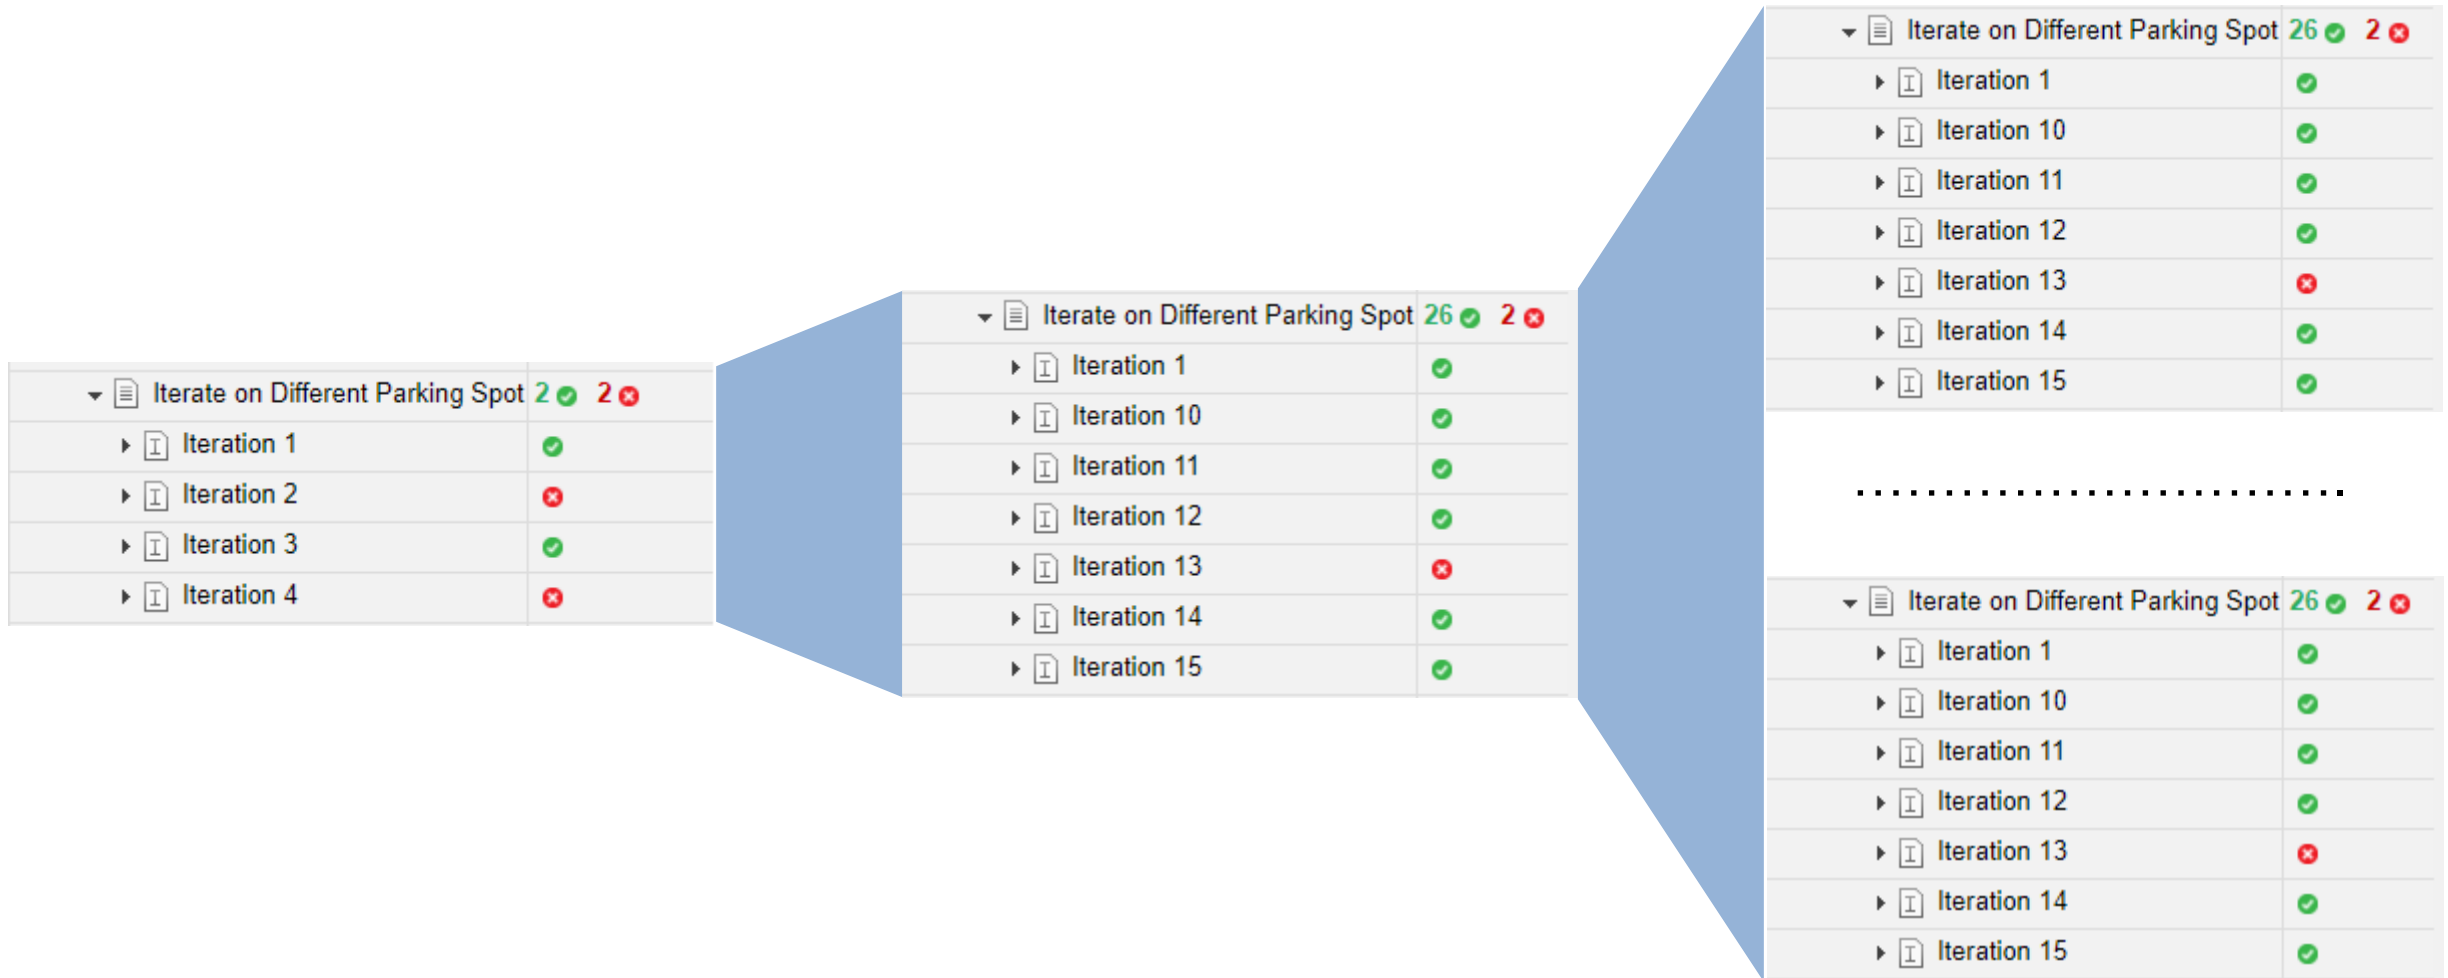 Iterate on Different Parking Spot 2 2
Iteration 1
Iteration 2
Iteration 3
Iteration 4
Iterate on Different Parking Spot 26 2
Iteration 1
Iteration 10
Iteration 11
Iteration 12
Iteration 13
Iteration 14
Iteration 15
Iterate on Different Parking Spot 26 2
Iteration 1
Iteration 10
Iteration 11
Iteration 12
Iteration 13
Iteration 14
Iteration 15
Iterate on Different Parking Spot 26 2
Iteration 1
Iteration 10
Iteration 11
Iteration 12
Iteration 13
Iteration 14
Iteration 15